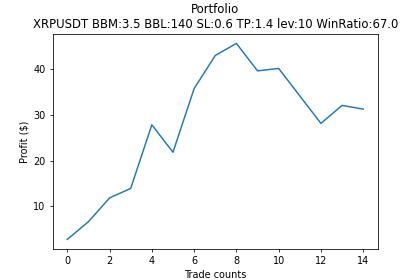 Portfolio
XRPUSDT BBM:3.5 BBL:140 SL:0.6 TP:1.4 lev:10 WinRatio:67.0
40
30
20
10
Profit ($)
0 2 4 6 8 10 12 14
Trade counts